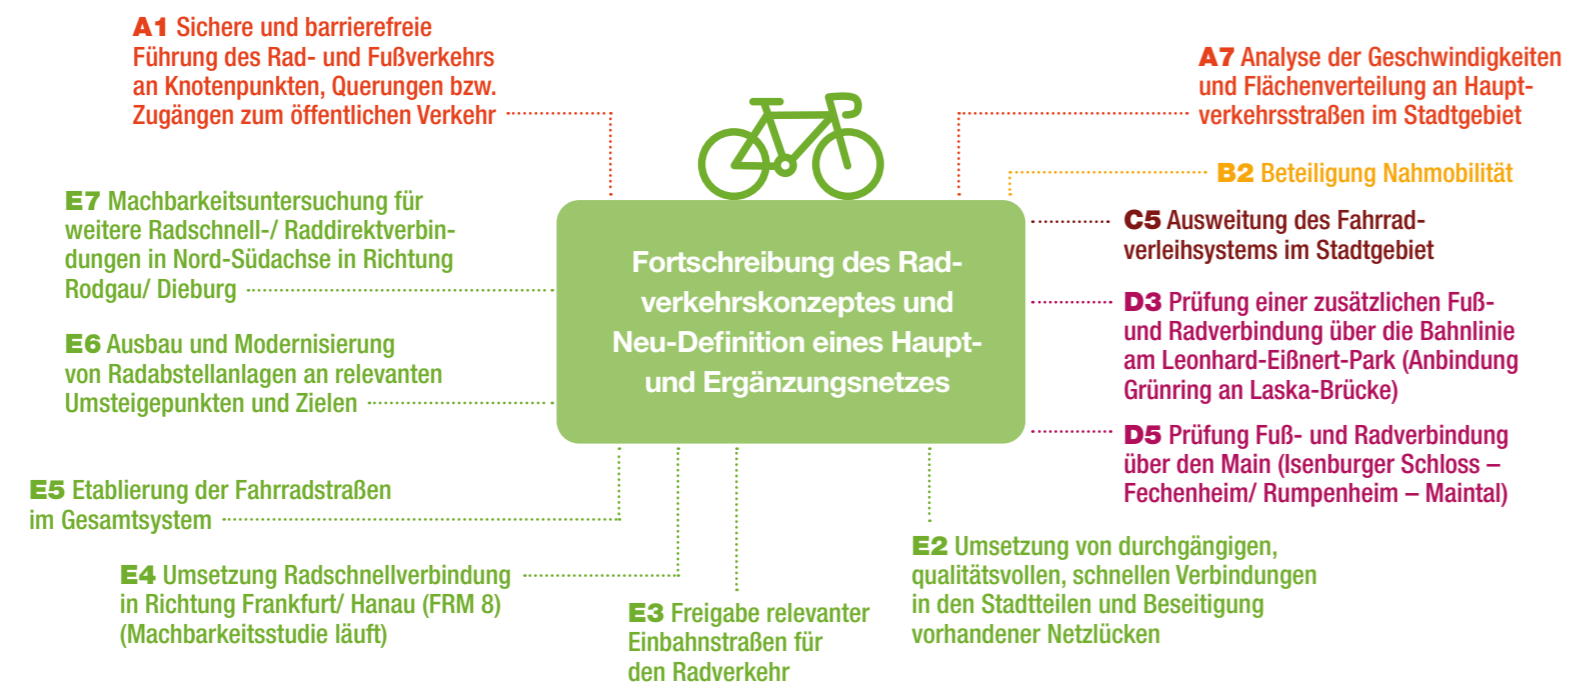 A1 Sichere und barrierefreie
Führung des Rad- und Fußverkehrs
an Knotenpunkten, Querungen bzw.
Zugängen zum öffentlichen Verkehr
A7 Analyse der Geschwindigkeiten
und Flächenverteilung an Haupt-
verkehrsstraßen im Stadtgebiet
B2 Beteiligung Nahmobilität
E7 Machbarkeitsuntersuchung für
weitere Radschnell-/ Raddirektverbin-
dungen in Nord-Südachse in Richtung
Rodgau/ Dieburg
C5 Ausweitung des Fahrrad-
verleihsystems im Stadtgebiet
Fortschreibung des Rad-
verkehrskonzeptes und
Neu-Definition eines Haupt-
und Ergänzungsnetzes
D3 Prüfung einer zusätzlichen Fuß-
und Radverbindung über die Bahnlinie
am Leonhard-Eißnert-Park (Anbindung
Grünring an Laska-Brücke)
E6 Ausbau und Modernisierung
von Radabstellanlagen an relevanten
Umsteigepunkten und Zielen
D5 Prüfung Fuß- und Radverbindung
über den Main (Isenburger Schloss –
Fechenheim/ Rumpenheim – Maintal)
E5 Etablierung der Fahrradstraßen
im Gesamtsystem
E4 Umsetzung Radschnellverbindung
in Richtung Frankfurt/ Hanau (FRM 8)
(Machbarkeitsstudie läuft)
E3 Freigabe relevanter
Einbahnstraßen für
den Radverkehr
E2 Umsetzung von durchgängigen,
qualitätsvollen, schnellen Verbindungen
in den Stadtteilen und Beseitigung
vorhandener Netzlücken